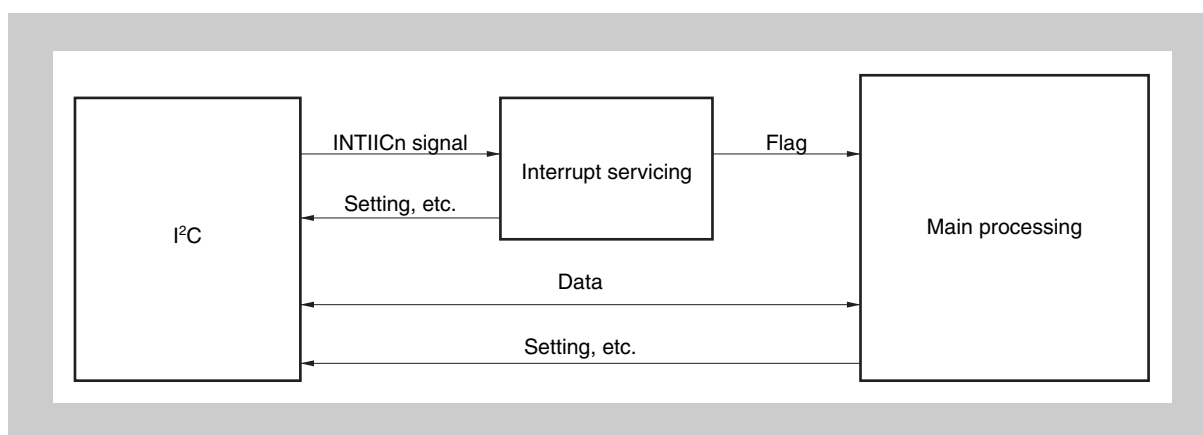 INTIICn signal
Flag
Interrupt servicing
Setting, etc.
I²C
Main processing
Data
Setting, etc.